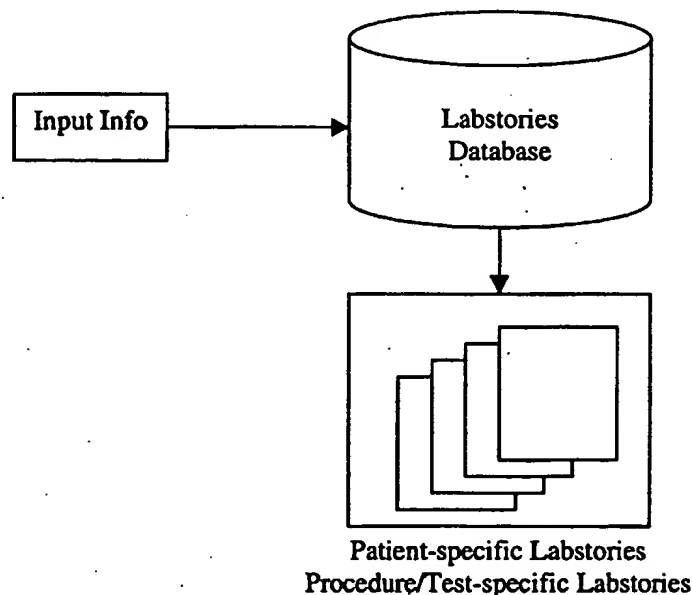 Input Info
Labstories
Database
Patient-specific Labstories
Procedure/Test-specific Labstories